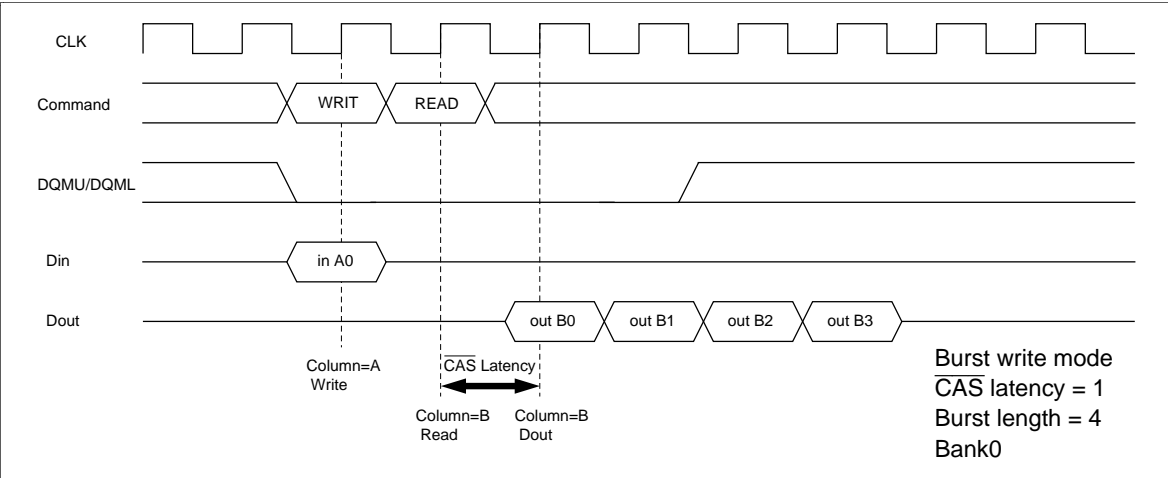 CLK
Command
WRIT
READ
DQMU/DQML
Din
in A0
Dout
out B0
out B1
out B2
out B3
Column=A
Write
CAS Latency
Column=B
Read
Column=B
Dout
Burst write mode
CAS latency = 1
Burst length = 4
Bank0